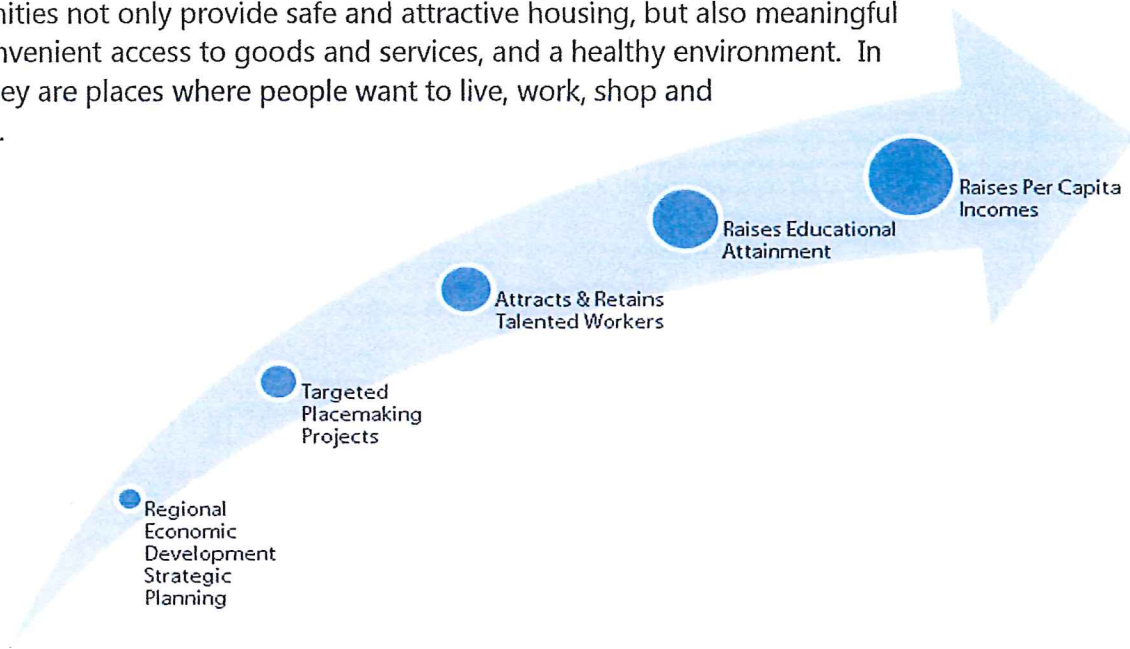 nities not only provide safe and attractive housing, but also meaningful
nvenient access to goods and services, and a healthy environment.  In
ey are places where people want to live, work, shop and
.
Raises Per Capita
Incomes
Raises Educational
Attainment
Attracts & Retains
Talented Workers
Targeted
Placemaking
Projects
Regional
Economic
Development
Strategic
Planning